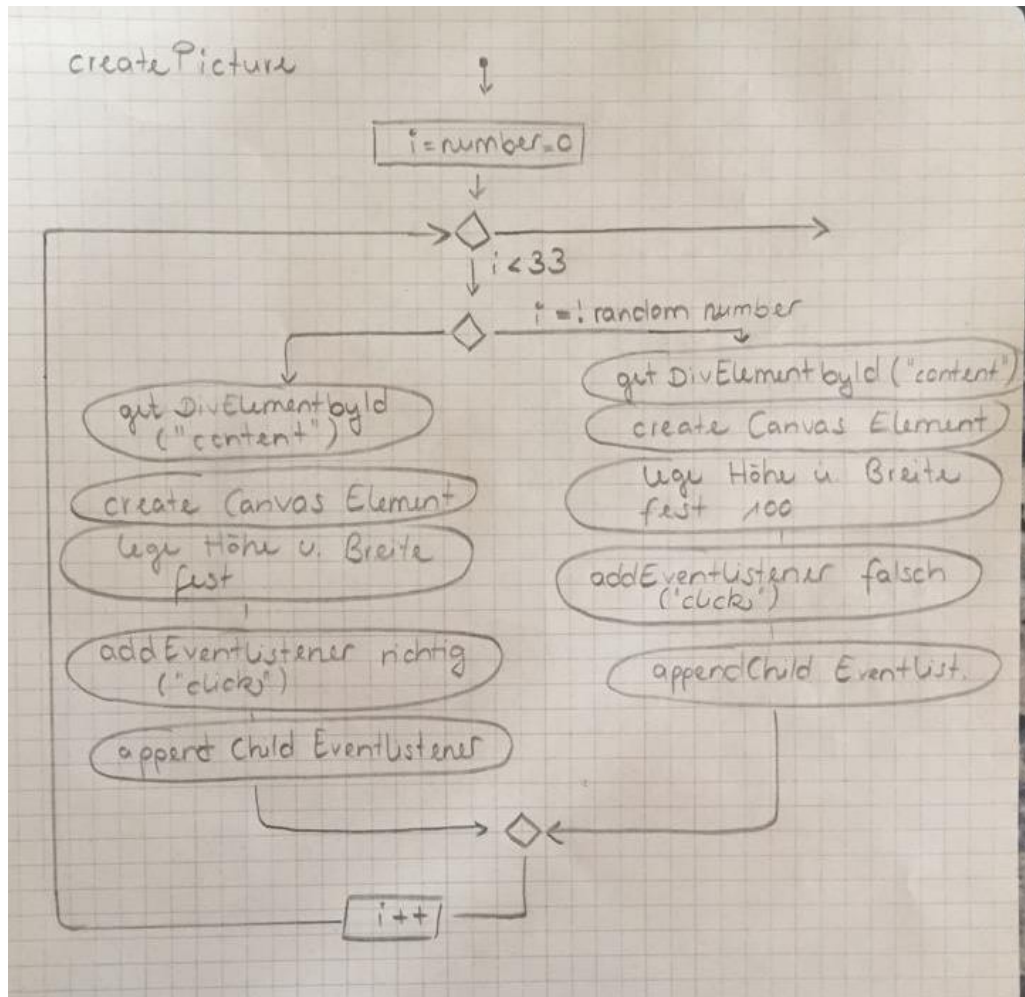 createPicture
i=number=0
i<33
i=! random number
get DivElementbyId
("content")
create Canvas Element
lege Höhe u. Breite
fest
addEventListener richtig
("click")
append Child EventListener
get DivElementbyId ("content")
create Canvas Element
lege Höhe u. Breite
fest 100
addEventListener falsch
("click")
appendChild EventList.
i++